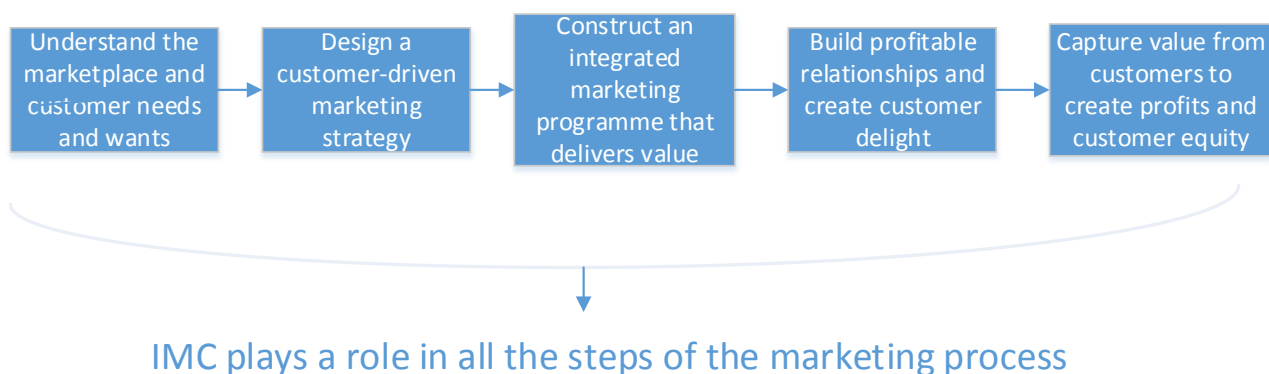 Understand the
marketplace and
customer needs
and wants
Design a
customer-driven
marketing
strategy
Construct an
integrated
marketing
programme that
delivers value
Build profitable
relationships and
create customer
delight
Capture value from
customers to
create profits and
customer equity
IMC plays a role in all the steps of the marketing process